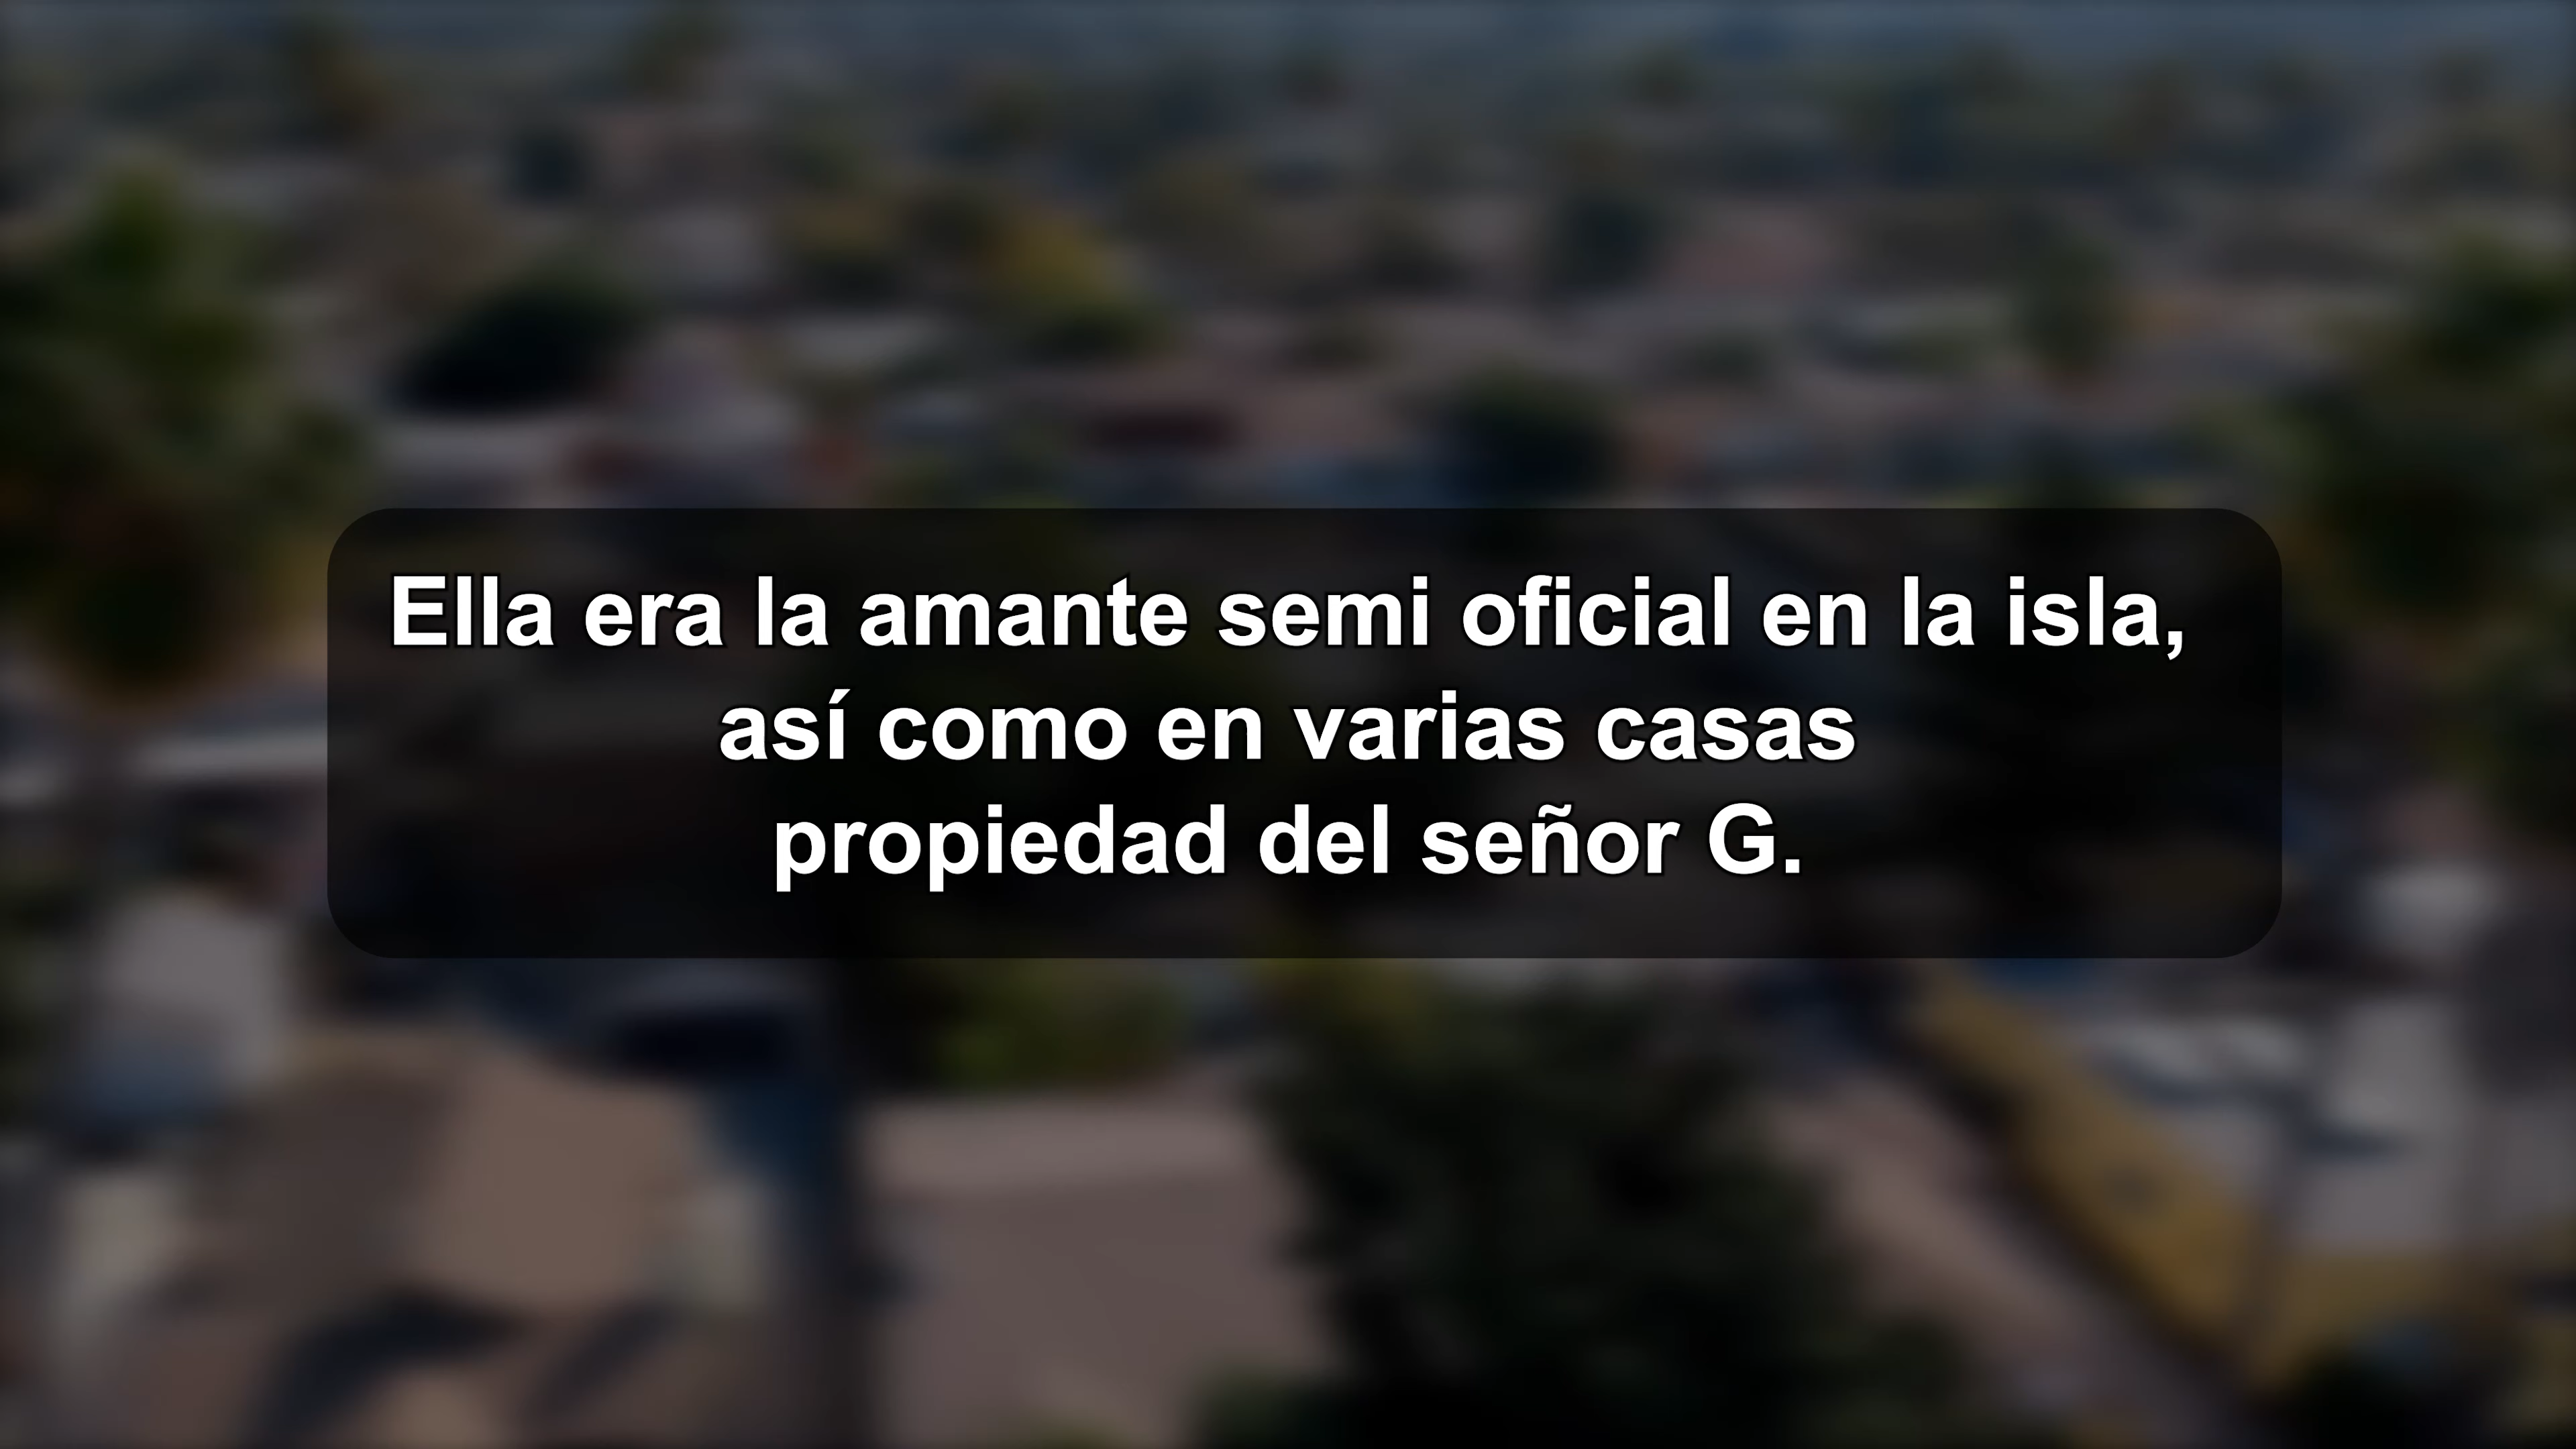 Ella era la amante semi oficial en la isla,
así como en varias casas
propiedad del señor G.